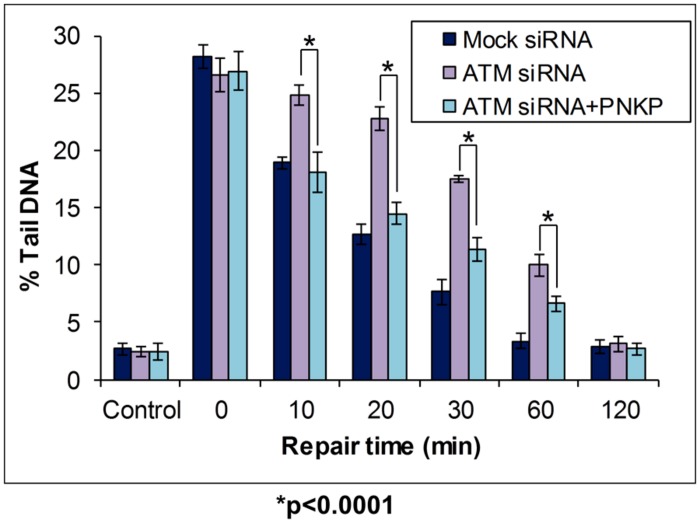 Mock siRNA
ATM siRNA
ATM siRNA+PNKP
30
25
20
15
10
5
0
% Tail DNA
* * * *
Control 0 10 20 30 60 120
Repair time (min)
*p<0.0001